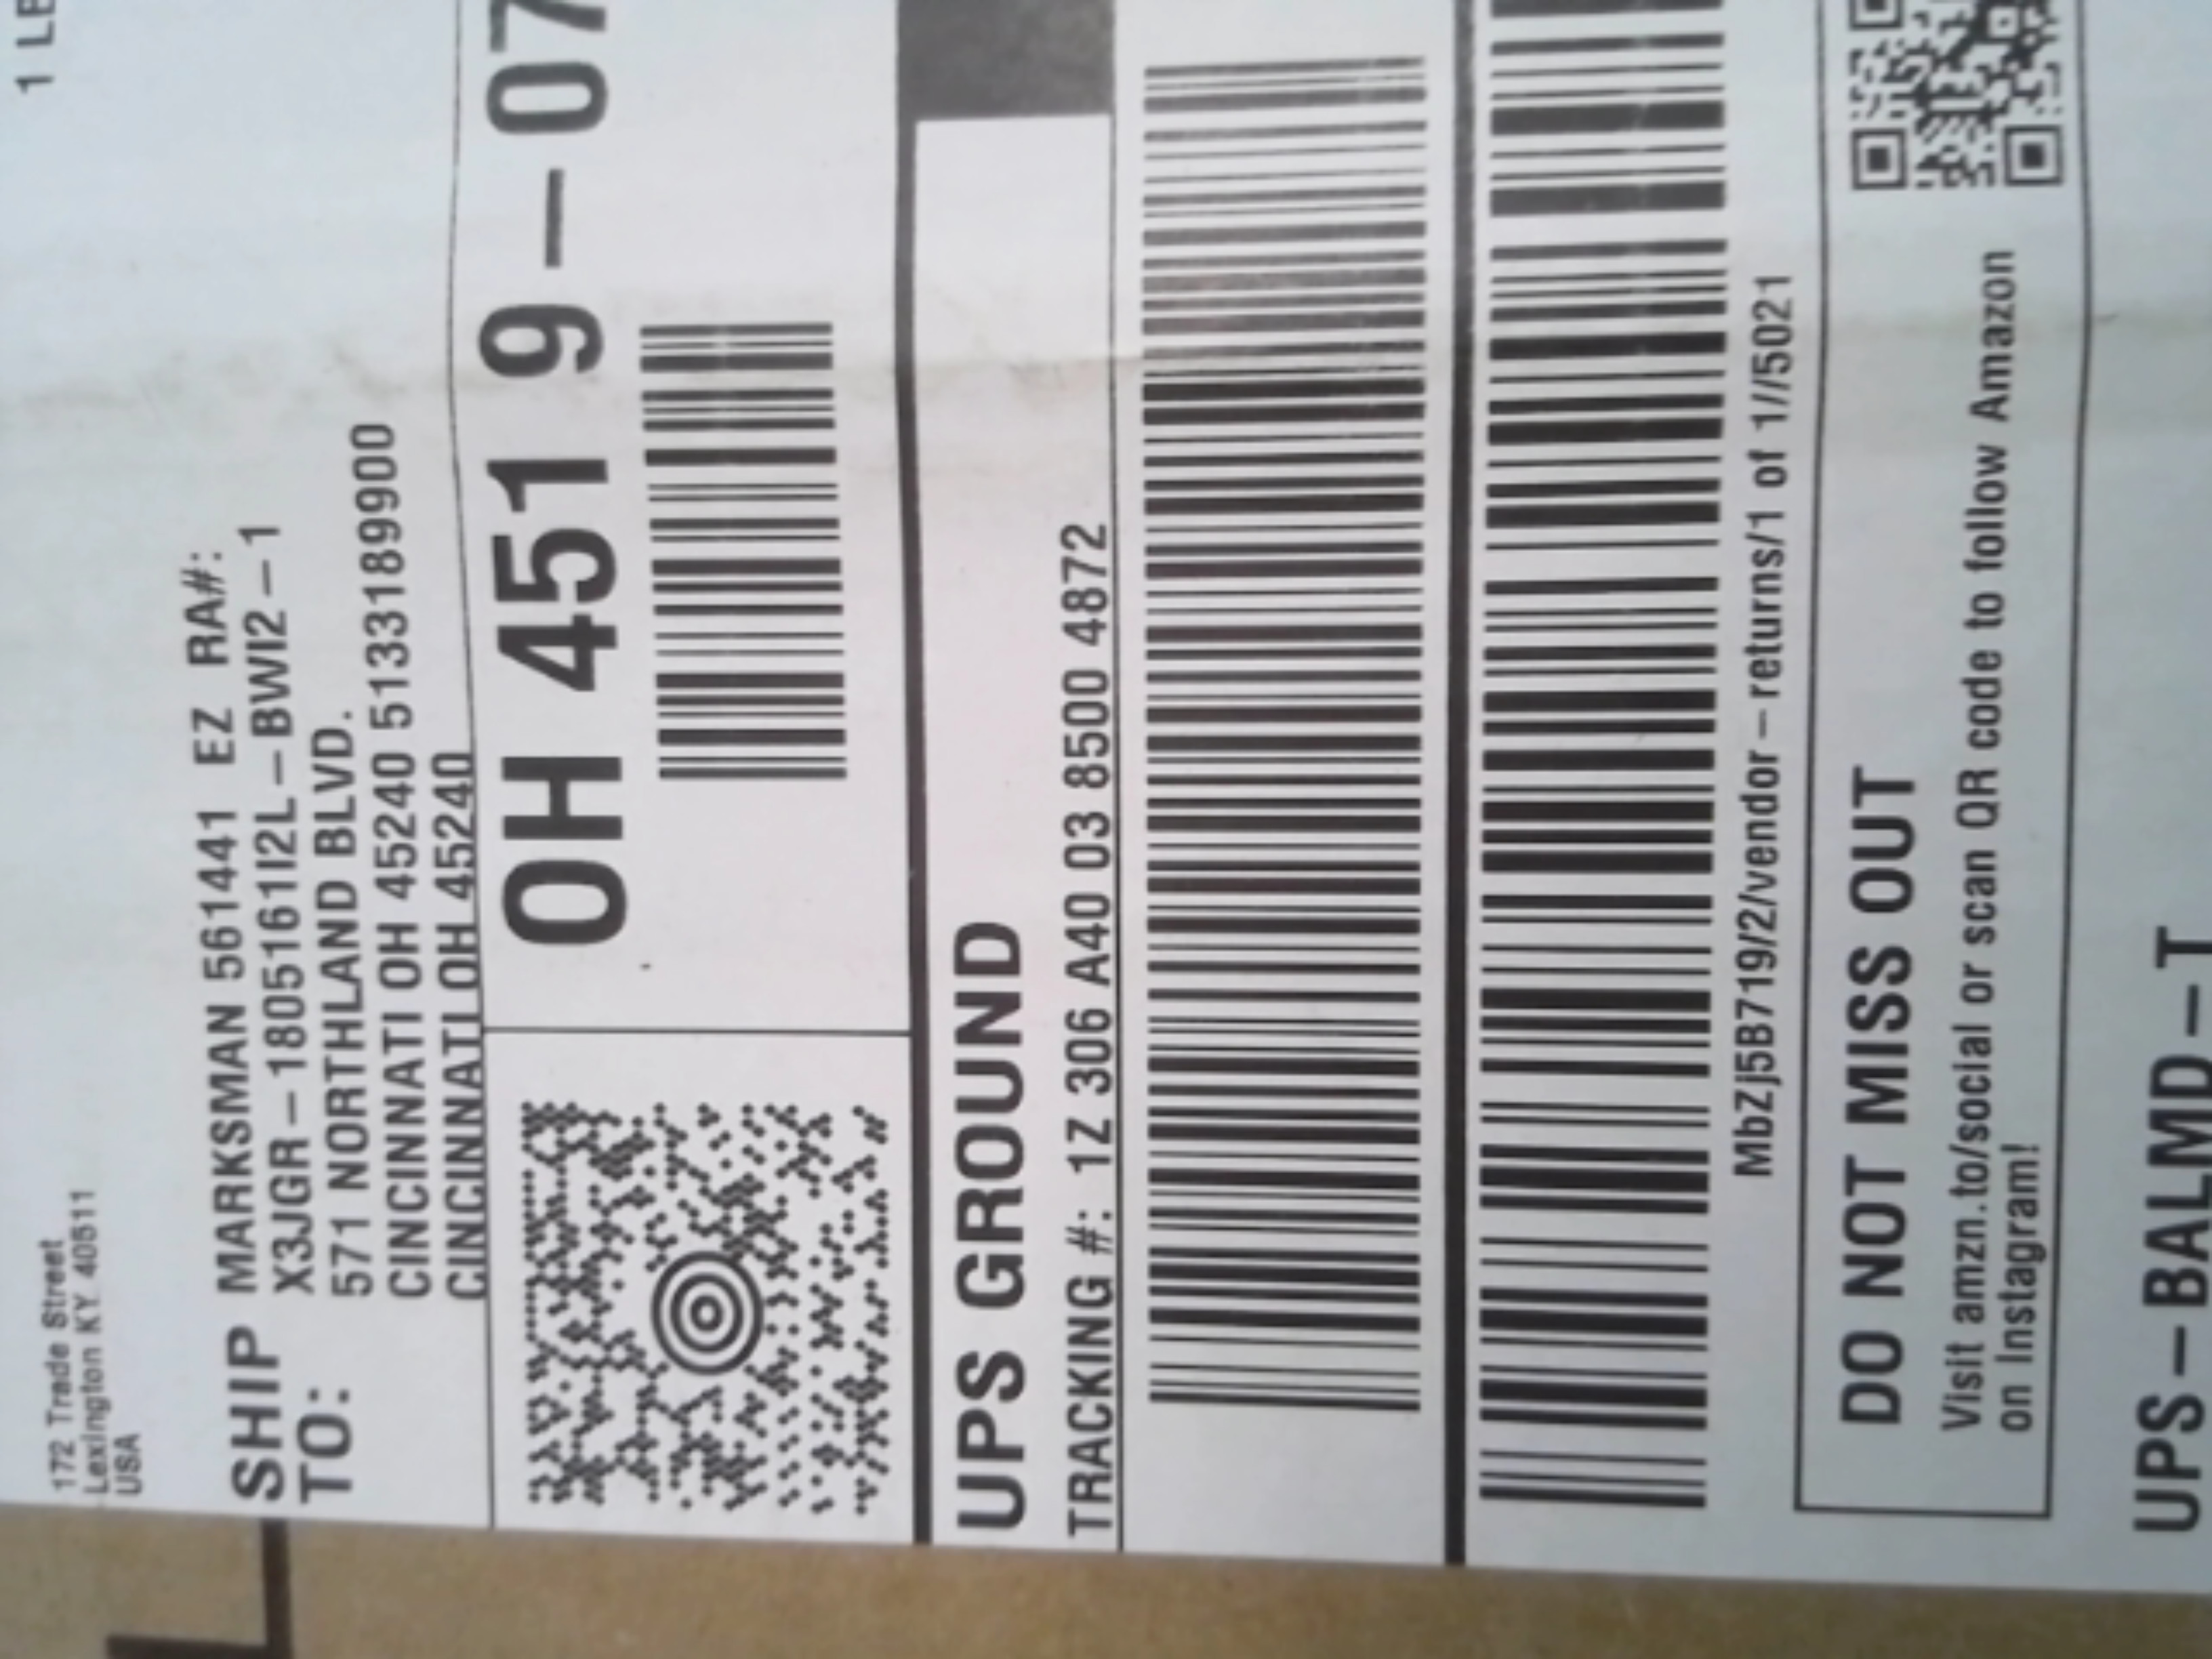 1 LB
172 Trade Street
Lexington KY 40511
USA
SHIP TO:
MARKSMAN 561441 EZ RA#:
X3JGR-1805161I2L-BWI2-1
571 NORTHLAND BLVD.
CINCINNATI OH 45240 5133189900
CINCINNATI OH 45240
OH 451 9-07
UPS GROUND
TRACKING #: 1Z 306 A40 03 8500 4872
MbZj5B719/2/vendor-returns/1 of 1//5021
DO NOT MISS OUT
Visit amzn.to/social or scan QR code to follow Amazon
on Instagram!
UPS-BALMD-T